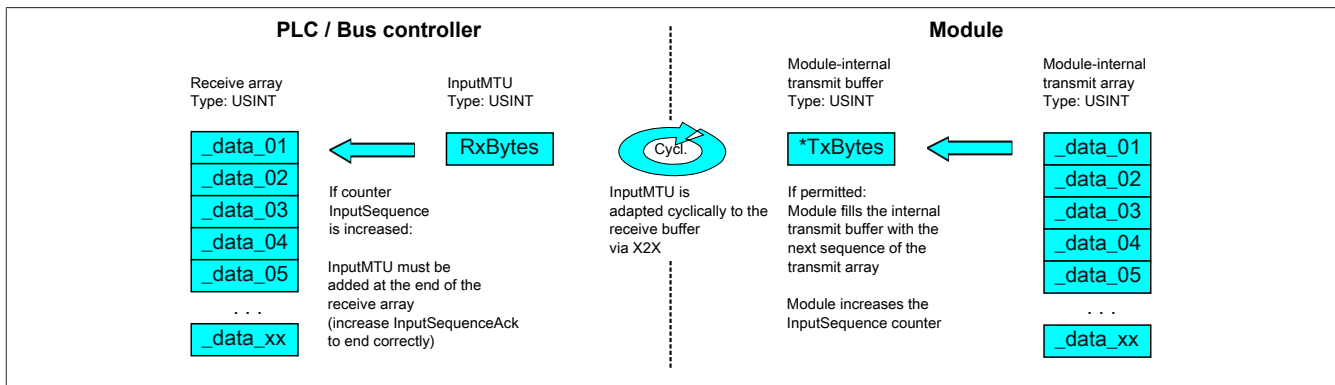 PLC / Bus controller
Module
Receive array
Type: USINT
InputMTU
Type: USINT
Module-internal
transmit buffer
Type: USINT
Module-internal
transmit array
Type: USINT
_data_01
_data_02
_data_03
_data_04
_data_05
. . .
_data_xx
RxBytes
If counter
InputSequence
is increased:
InputMTU must be
added at the end of the
receive array
(increase InputSequenceAck
to end correctly)
Cycl.
InputMTU is
adapted cyclically to the
receive buffer
via X2X
*TxBytes
If permitted:
Module fills the internal
transmit buffer with the
next sequence of the
transmit array
Module increases the
InputSequence counter
_data_01
_data_02
_data_03
_data_04
_data_05
. . .
_data_xx